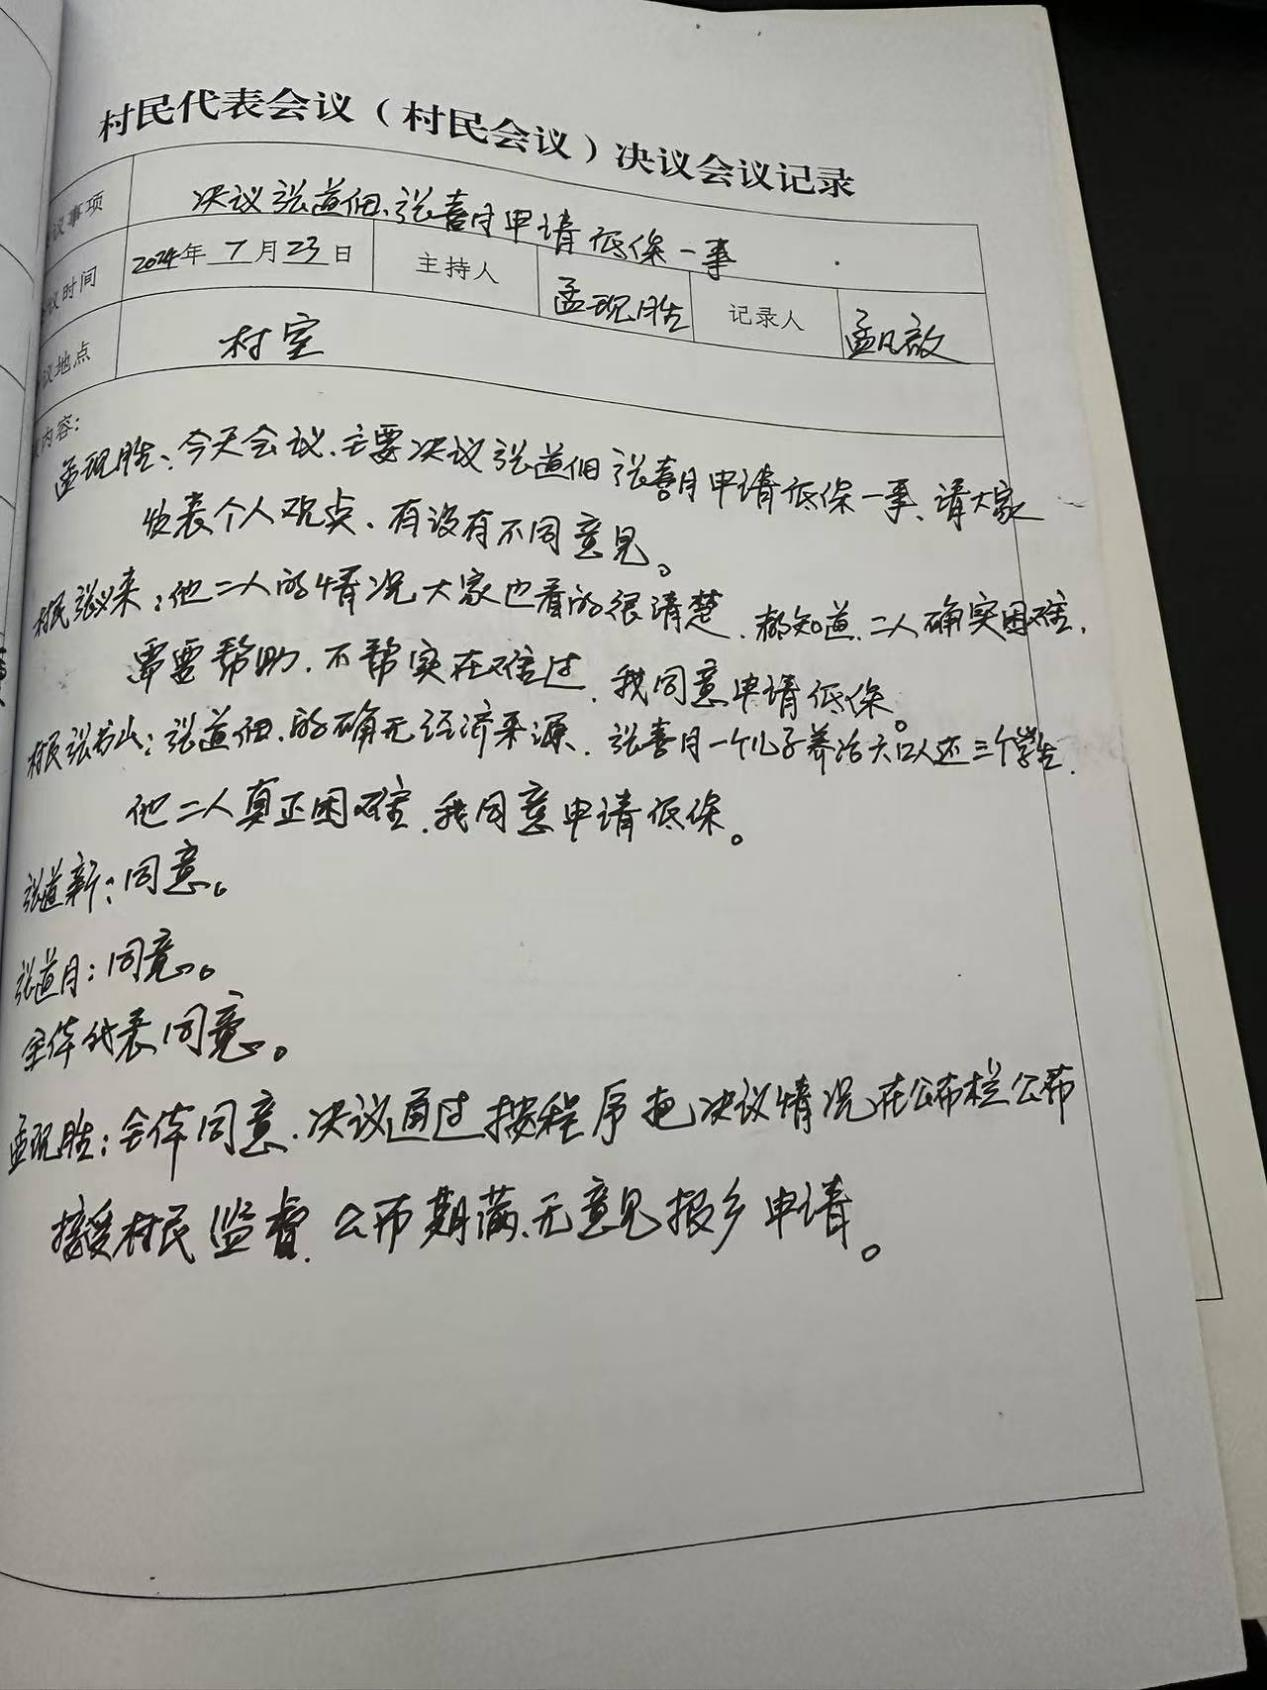 村民代表会议（村民会议）决议会议记录
议事项 决议张道佃、张喜月申请低保一事
议时间 2024年7月23日 主持人 孟现胜 记录人 孟凡敬
议地点 村室
内容：
孟现胜：今天会议、主要决议张道佃张喜月申请低保一事、请大家
发表个人观点、有没有不同意见。
村民张义来：他二人的情况大家也看的很清楚、都知道、二人确实困难，
需要帮助、不帮实在难过、我同意申请低保。
村民张书山：张道佃、的确无经济来源、张喜月一个儿子养活六口人还三个学生、
他二人真正困难、我同意申请低保。
张道新：同意。
张道月：同意。
全体代表同意。
孟现胜：全体同意、决议通过按程序把决议情况在公布栏公布
接受村民监督、公布期满、无意见报乡申请。